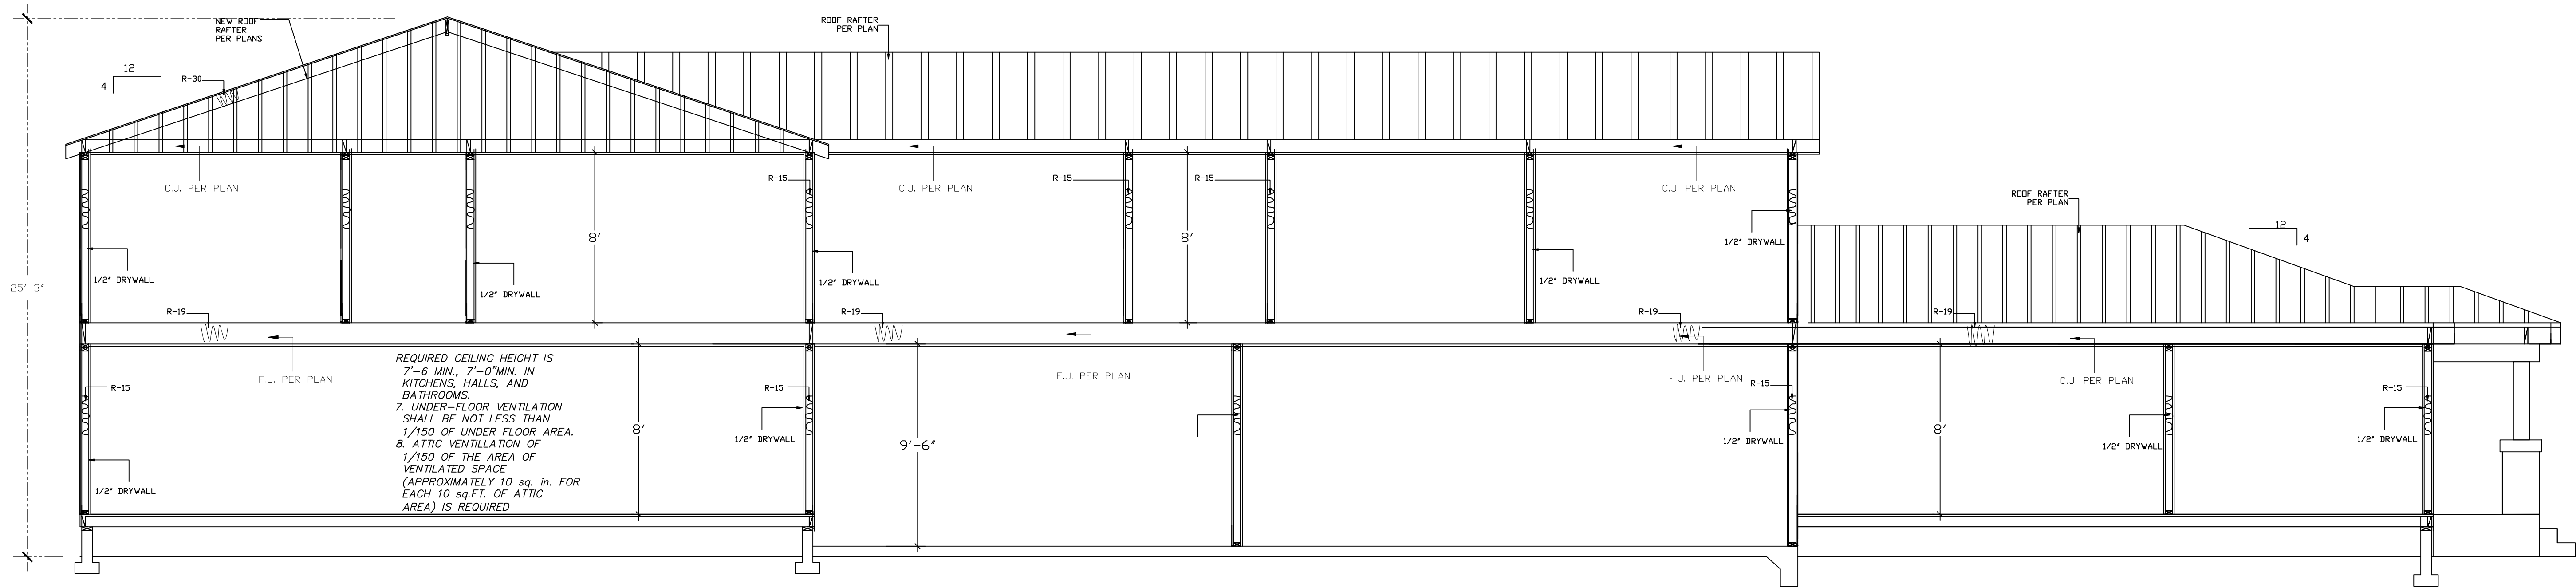 NEW ROOF
RAFTER
PER PLANS
ROOF RAFTER
PER PLAN
12
4
R-30
C.J. PER PLAN
R-15
C.J. PER PLAN
R-15
R-15
C.J. PER PLAN
ROOF RAFTER
PER PLAN
12
4
8'
8'
1/2" DRYWALL
1/2" DRYWALL
1/2" DRYWALL
1/2" DRYWALL
1/2" DRYWALL
25'-3"
R-19
R-19
R-19
R-19
F.J. PER PLAN
F.J. PER PLAN
F.J. PER PLAN
C.J. PER PLAN
REQUIRED CEILING HEIGHT IS
7'-6 MIN., 7'-0"MIN. IN
KITCHENS, HALLS, AND
BATHROOMS.
7. UNDER-FLOOR VENTILATION
SHALL BE NOT LESS THAN
1/150 OF UNDER FLOOR AREA.
8. ATTIC VENTILLATION OF
1/150 OF THE AREA OF
VENTILATED SPACE
(APPROXIMATELY 10 sq. in. FOR
EACH 10 sq.FT. OF ATTIC
AREA) IS REQUIRED
R-15
R-15
R-15
R-15
8'
9'-6"
8'
1/2" DRYWALL
1/2" DRYWALL
1/2" DRYWALL
1/2" DRYWALL
1/2" DRYWALL